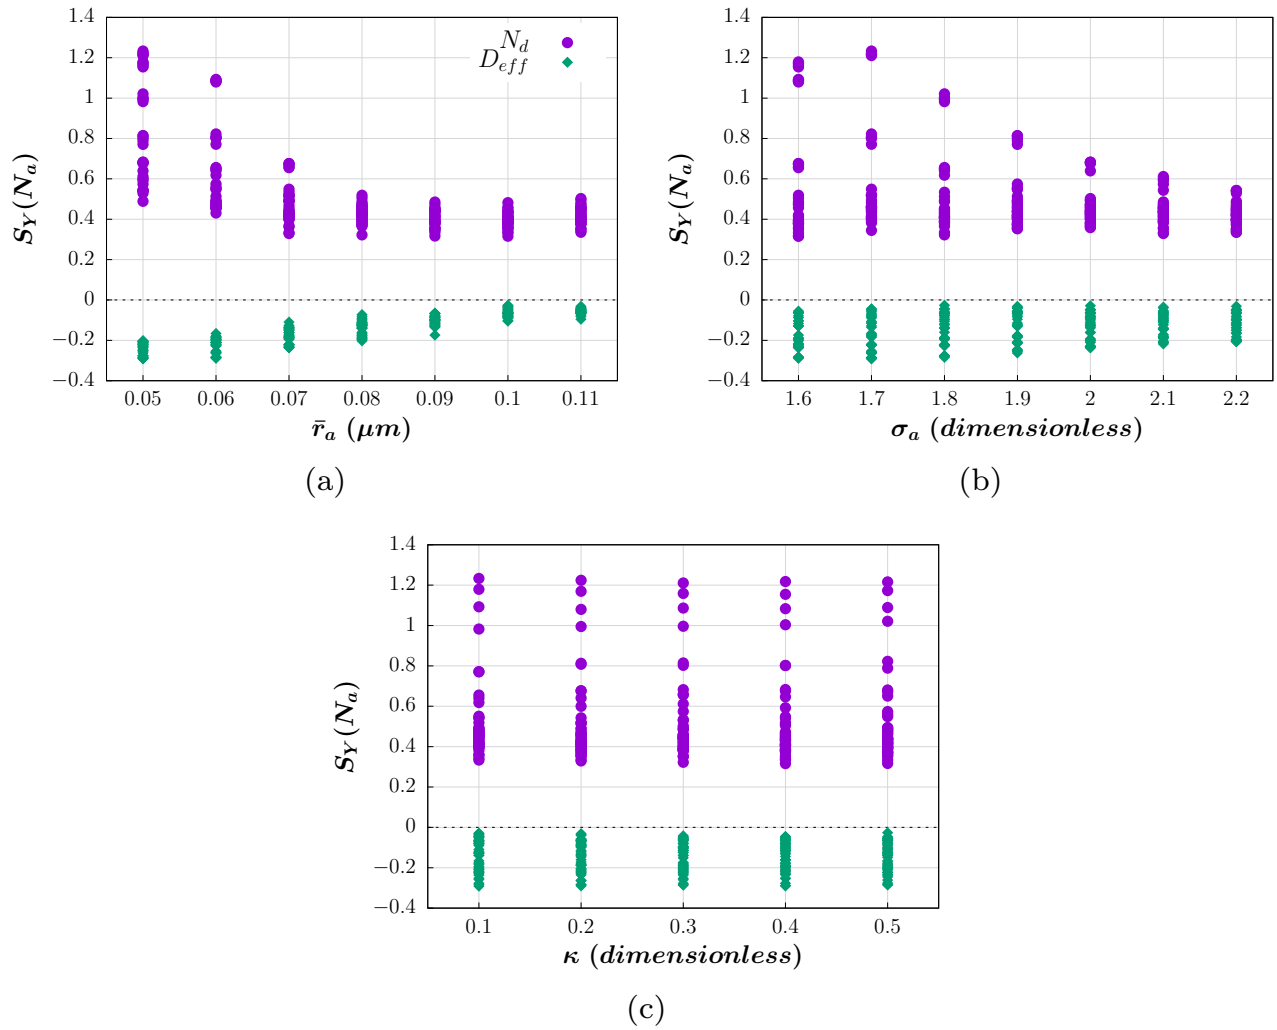 1.4
1.2
1
0.8
0.6
0.4
0.2
0
−0.2
−0.4
S_Y(N_a)
N_d
D_{eff}
0.05 0.06 0.07 0.08 0.09 0.1 0.11
r̄_a (μm)
(a)
1.4
1.2
1
0.8
0.6
0.4
0.2
0
−0.2
−0.4
S_Y(N_a)
1.6 1.7 1.8 1.9 2 2.1 2.2
σ_a (dimensionless)
(b)
1.4
1.2
1
0.8
0.6
0.4
0.2
0
−0.2
−0.4
S_Y(N_a)
0.1 0.2 0.3 0.4 0.5
κ (dimensionless)
(c)